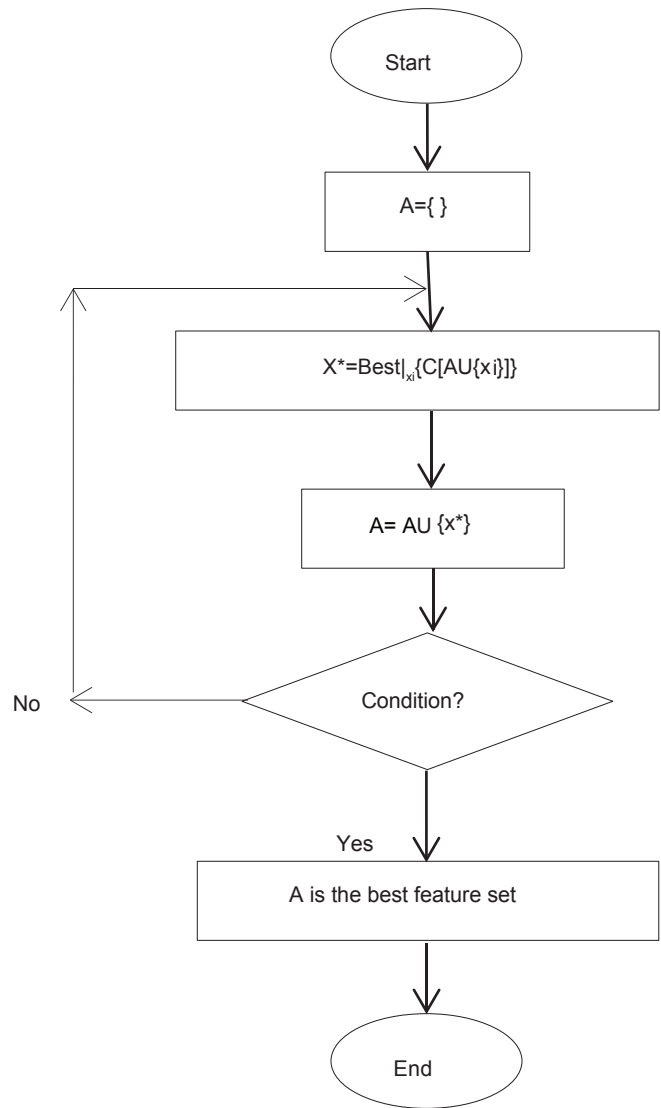 Start
A={ }
X*=Best|xi{C[AU{xi}]}
A= AU {x*}
Condition?
No
Yes
A is the best feature set
End